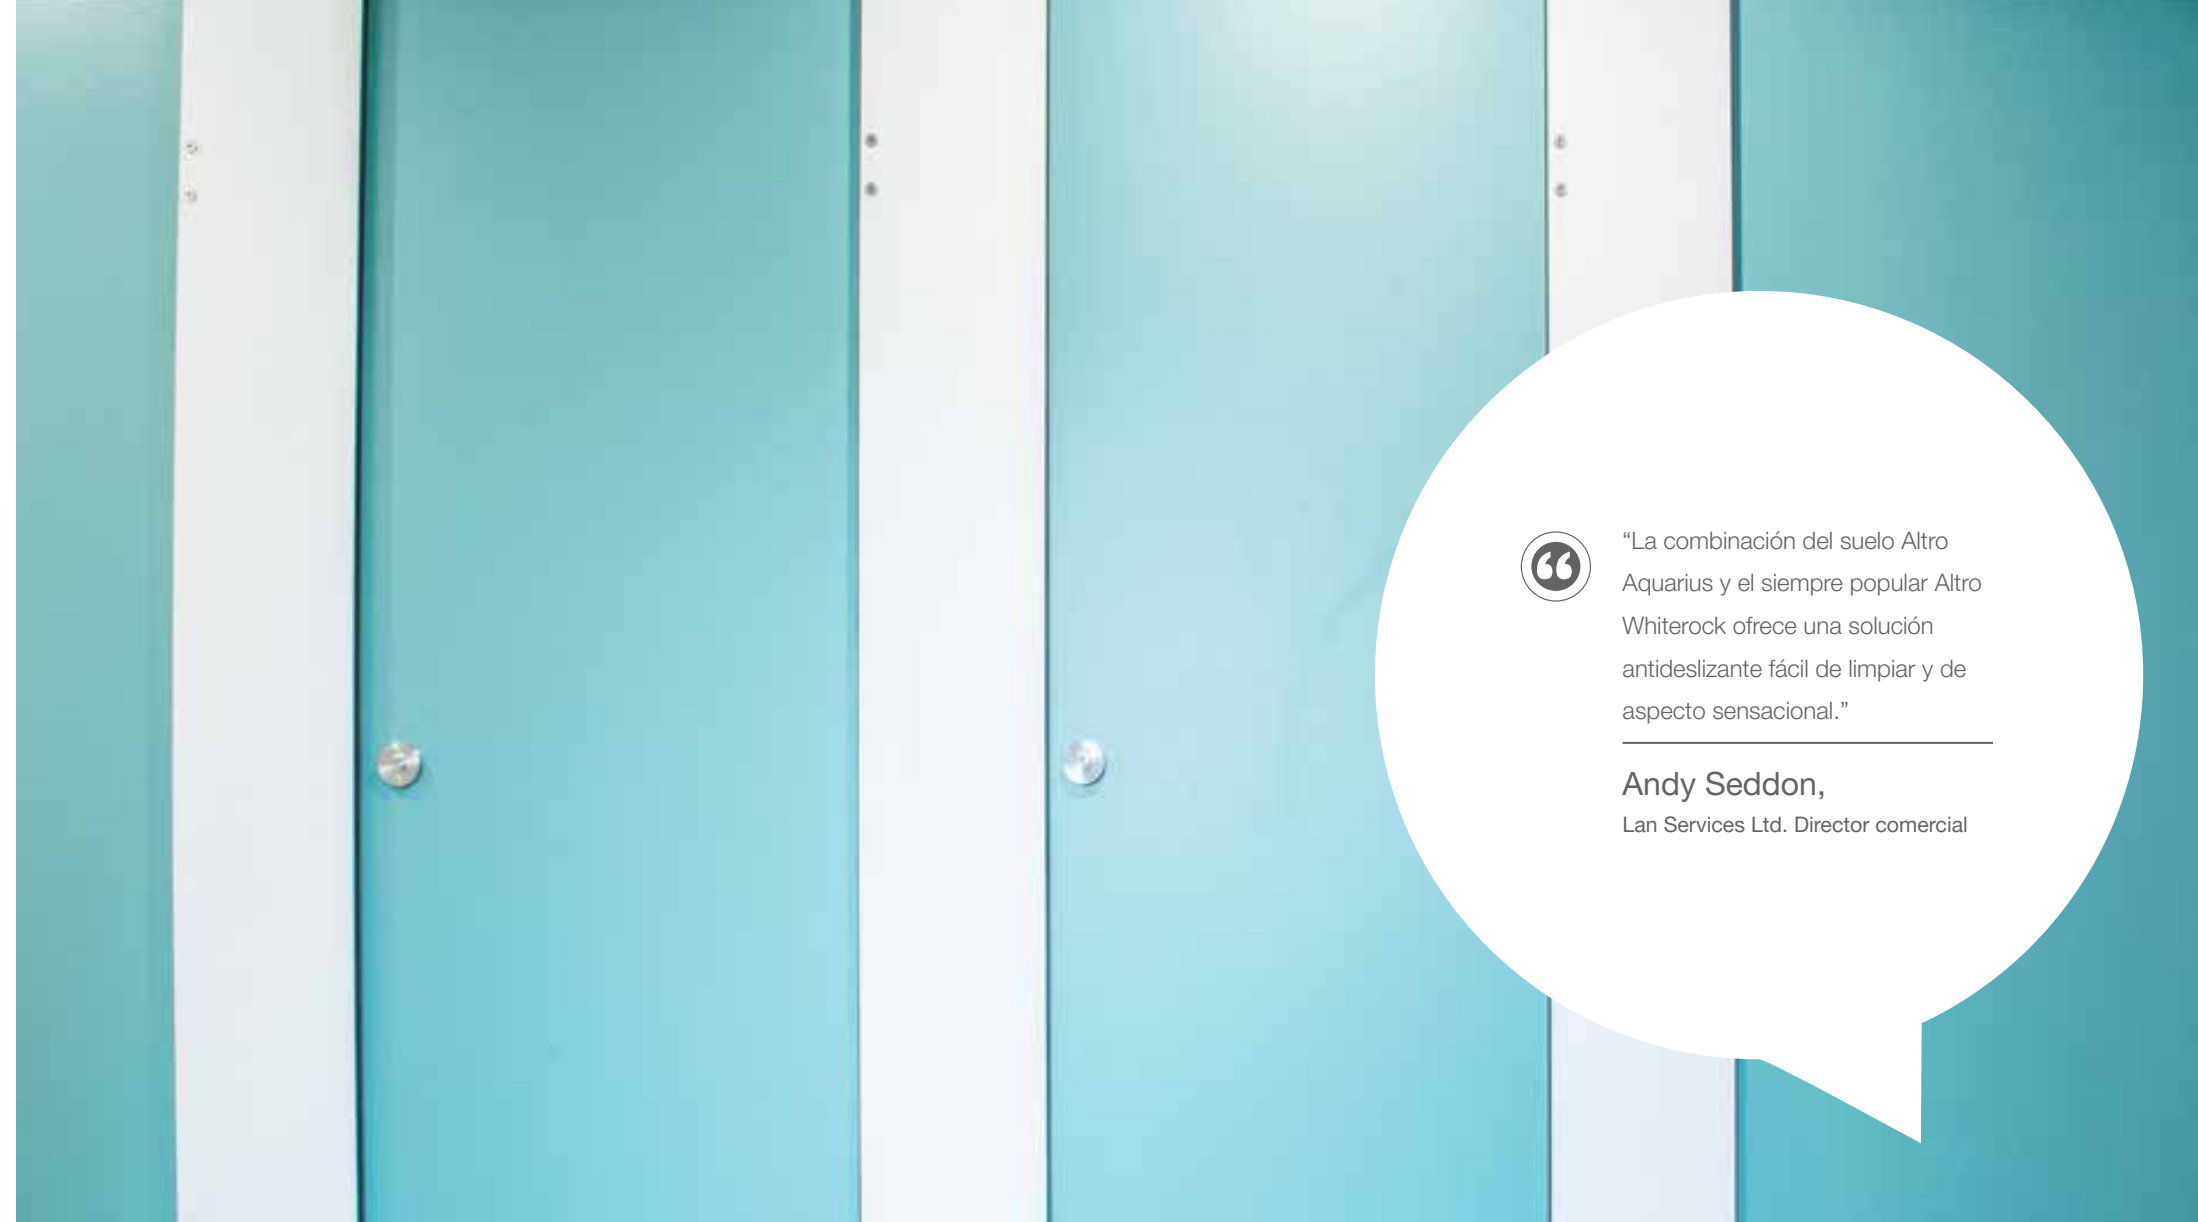 “La combinación del suelo Altro
Aquarius y el siempre popular Altro
Whiterock ofrece una solución
antideslizante fácil de limpiar y de
aspecto sensacional.”
Andy Seddon,
Lan Services Ltd. Director comercial